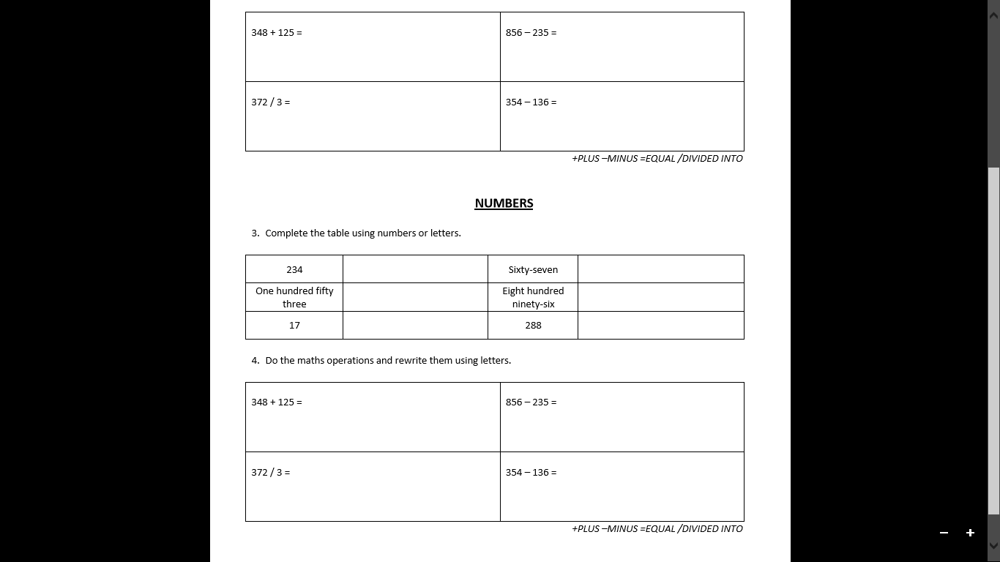 348 + 125 =
856 – 235 =
372 / 3 =
354 – 136 =
+PLUS –MINUS =EQUAL /DIVIDED INTO
NUMBERS
3. Complete the table using numbers or letters.
234
Sixty-seven
One hundred fifty
three
Eight hundred
ninety-six
17
288
4. Do the maths operations and rewrite them using letters.
348 + 125 =
856 – 235 =
372 / 3 =
354 – 136 =
+PLUS –MINUS =EQUAL /DIVIDED INTO